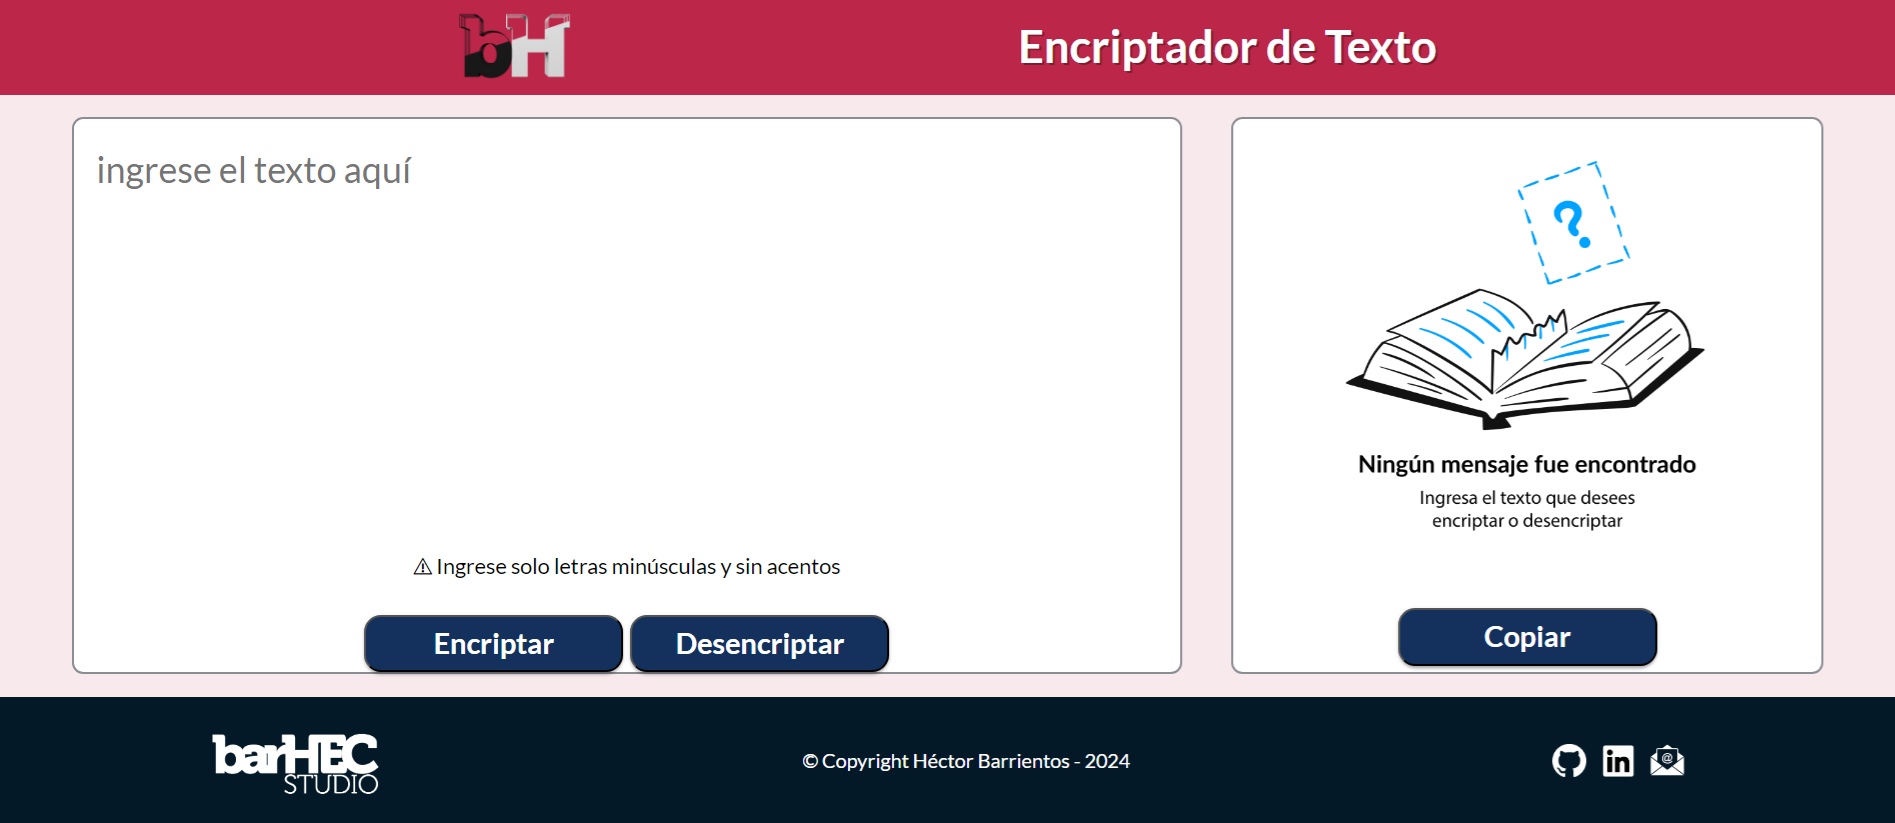 bH
Encriptador de Texto
ingrese el texto aquí
?
⚠ Ingrese solo letras minúsculas y sin acentos
Encriptar
Desencriptar
Ningún mensaje fue encontrado
Ingresa el texto que desees
encriptar o desencriptar
Copiar
barHEC
STUDIO
© Copyright Héctor Barrientos - 2024
in
@